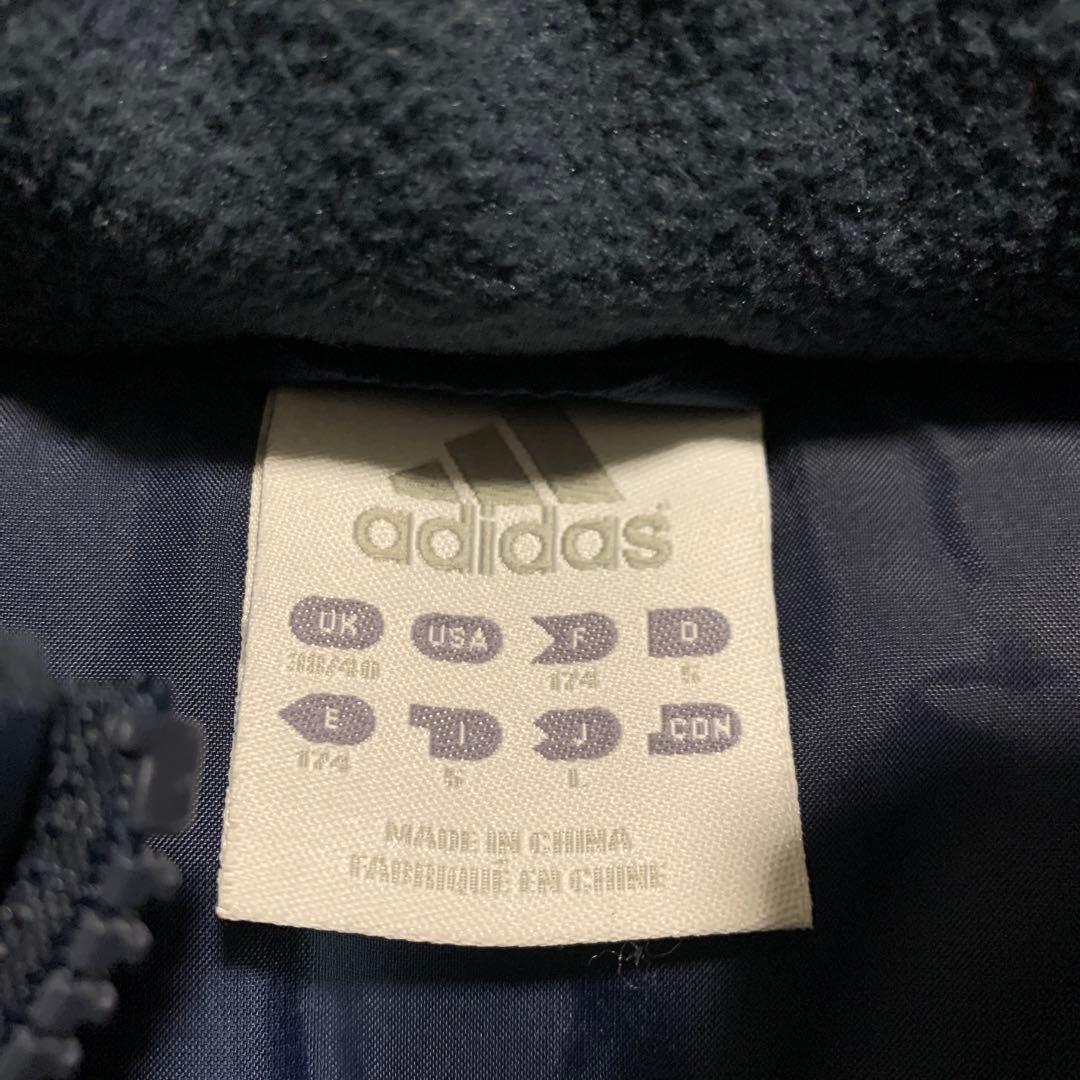 adidas
UK USA F D
38/40 174 5
E I J CDN
174 5 L
MADE IN CHINA
FABRIQUÉ EN CHINE